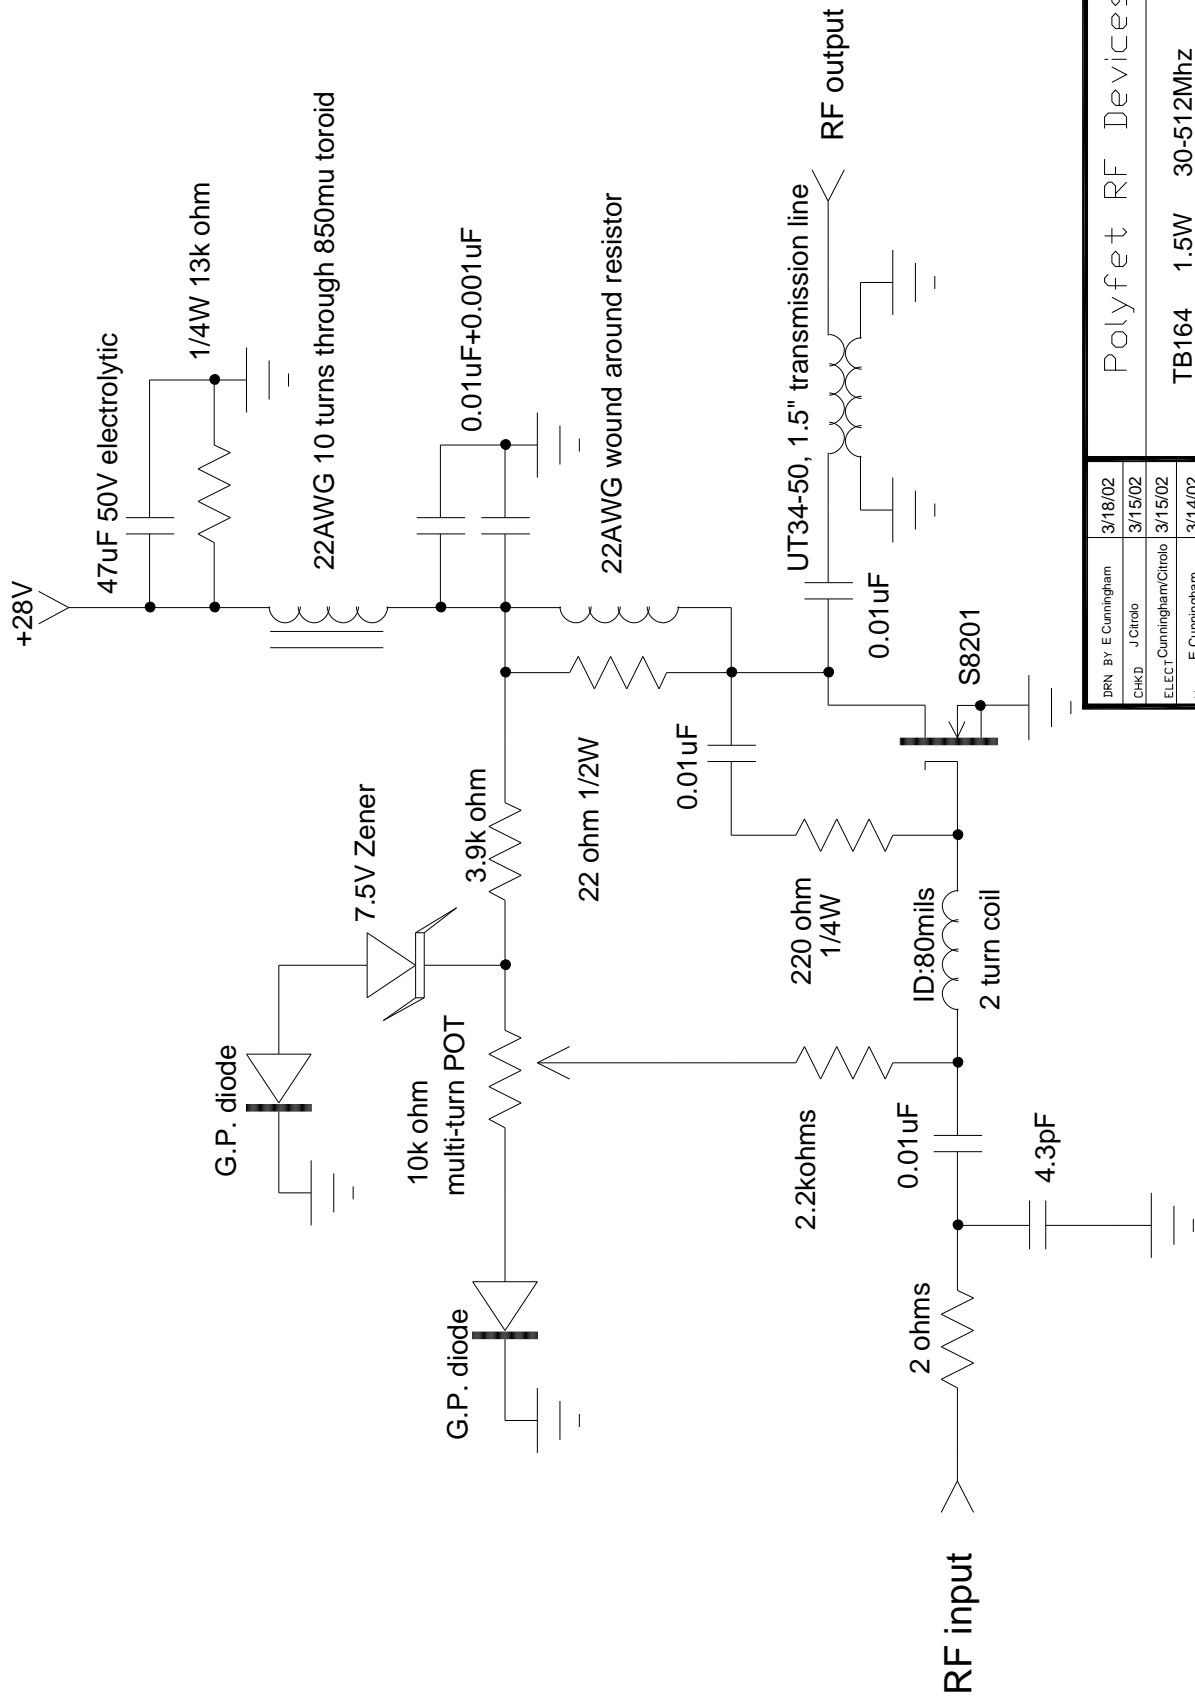 +28V
47uF 50V electrolytic
1/4W 13k ohm
22AWG 10 turns through 850mu toroid
0.01uF+0.001uF
22AWG wound around resistor
7.5V Zener
3.9k ohm
22 ohm 1/2W
G.P. diode
10k ohm
multi-turn POT
G.P. diode
0.01uF
220 ohm
1/4W
2.2kohms
UT34-50, 1.5" transmission line
RF output
0.01uF
S8201
ID:80mils
2 turn coil
0.01uF
4.3pF
2 ohms
RF input
DRN BY E Cunningham 3/18/02
CHKD J Citrolo 3/15/02
ELECT Cunningham/Citrolo 3/15/02
E Cunningham 3/14/02
Polyfet RF Devices
TB164 1.5W 30-512Mhz